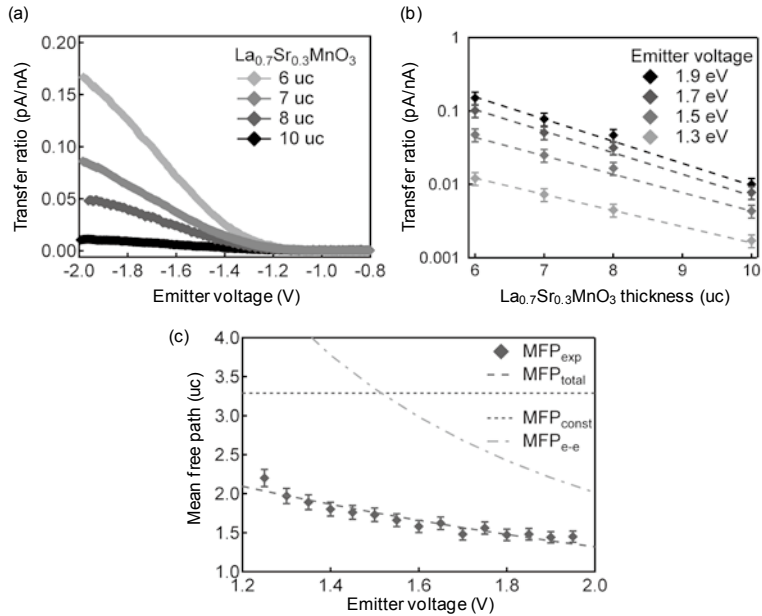 (a)
0.20
0.15
0.10
0.05
0.00
Transfer ratio (pA/nA)
La0.7Sr0.3MnO3
6 uc
7 uc
8 uc
10 uc
-2.0 -1.8 -1.6 -1.4 -1.2 -1.0 -0.8
Emitter voltage (V)
(b)
1
0.1
0.01
0.001
Transfer ratio (pA/nA)
Emitter voltage
1.9 eV
1.7 eV
1.5 eV
1.3 eV
6 7 8 9 10
La0.7Sr0.3MnO3 thickness (uc)
(c)
4.0
3.5
3.0
2.5
2.0
1.5
1.0
Mean free path (uc)
MFPexp
MFPtotal
MFPconst
MFPe-e
1.2 1.4 1.6 1.8 2.0
Emitter voltage (V)